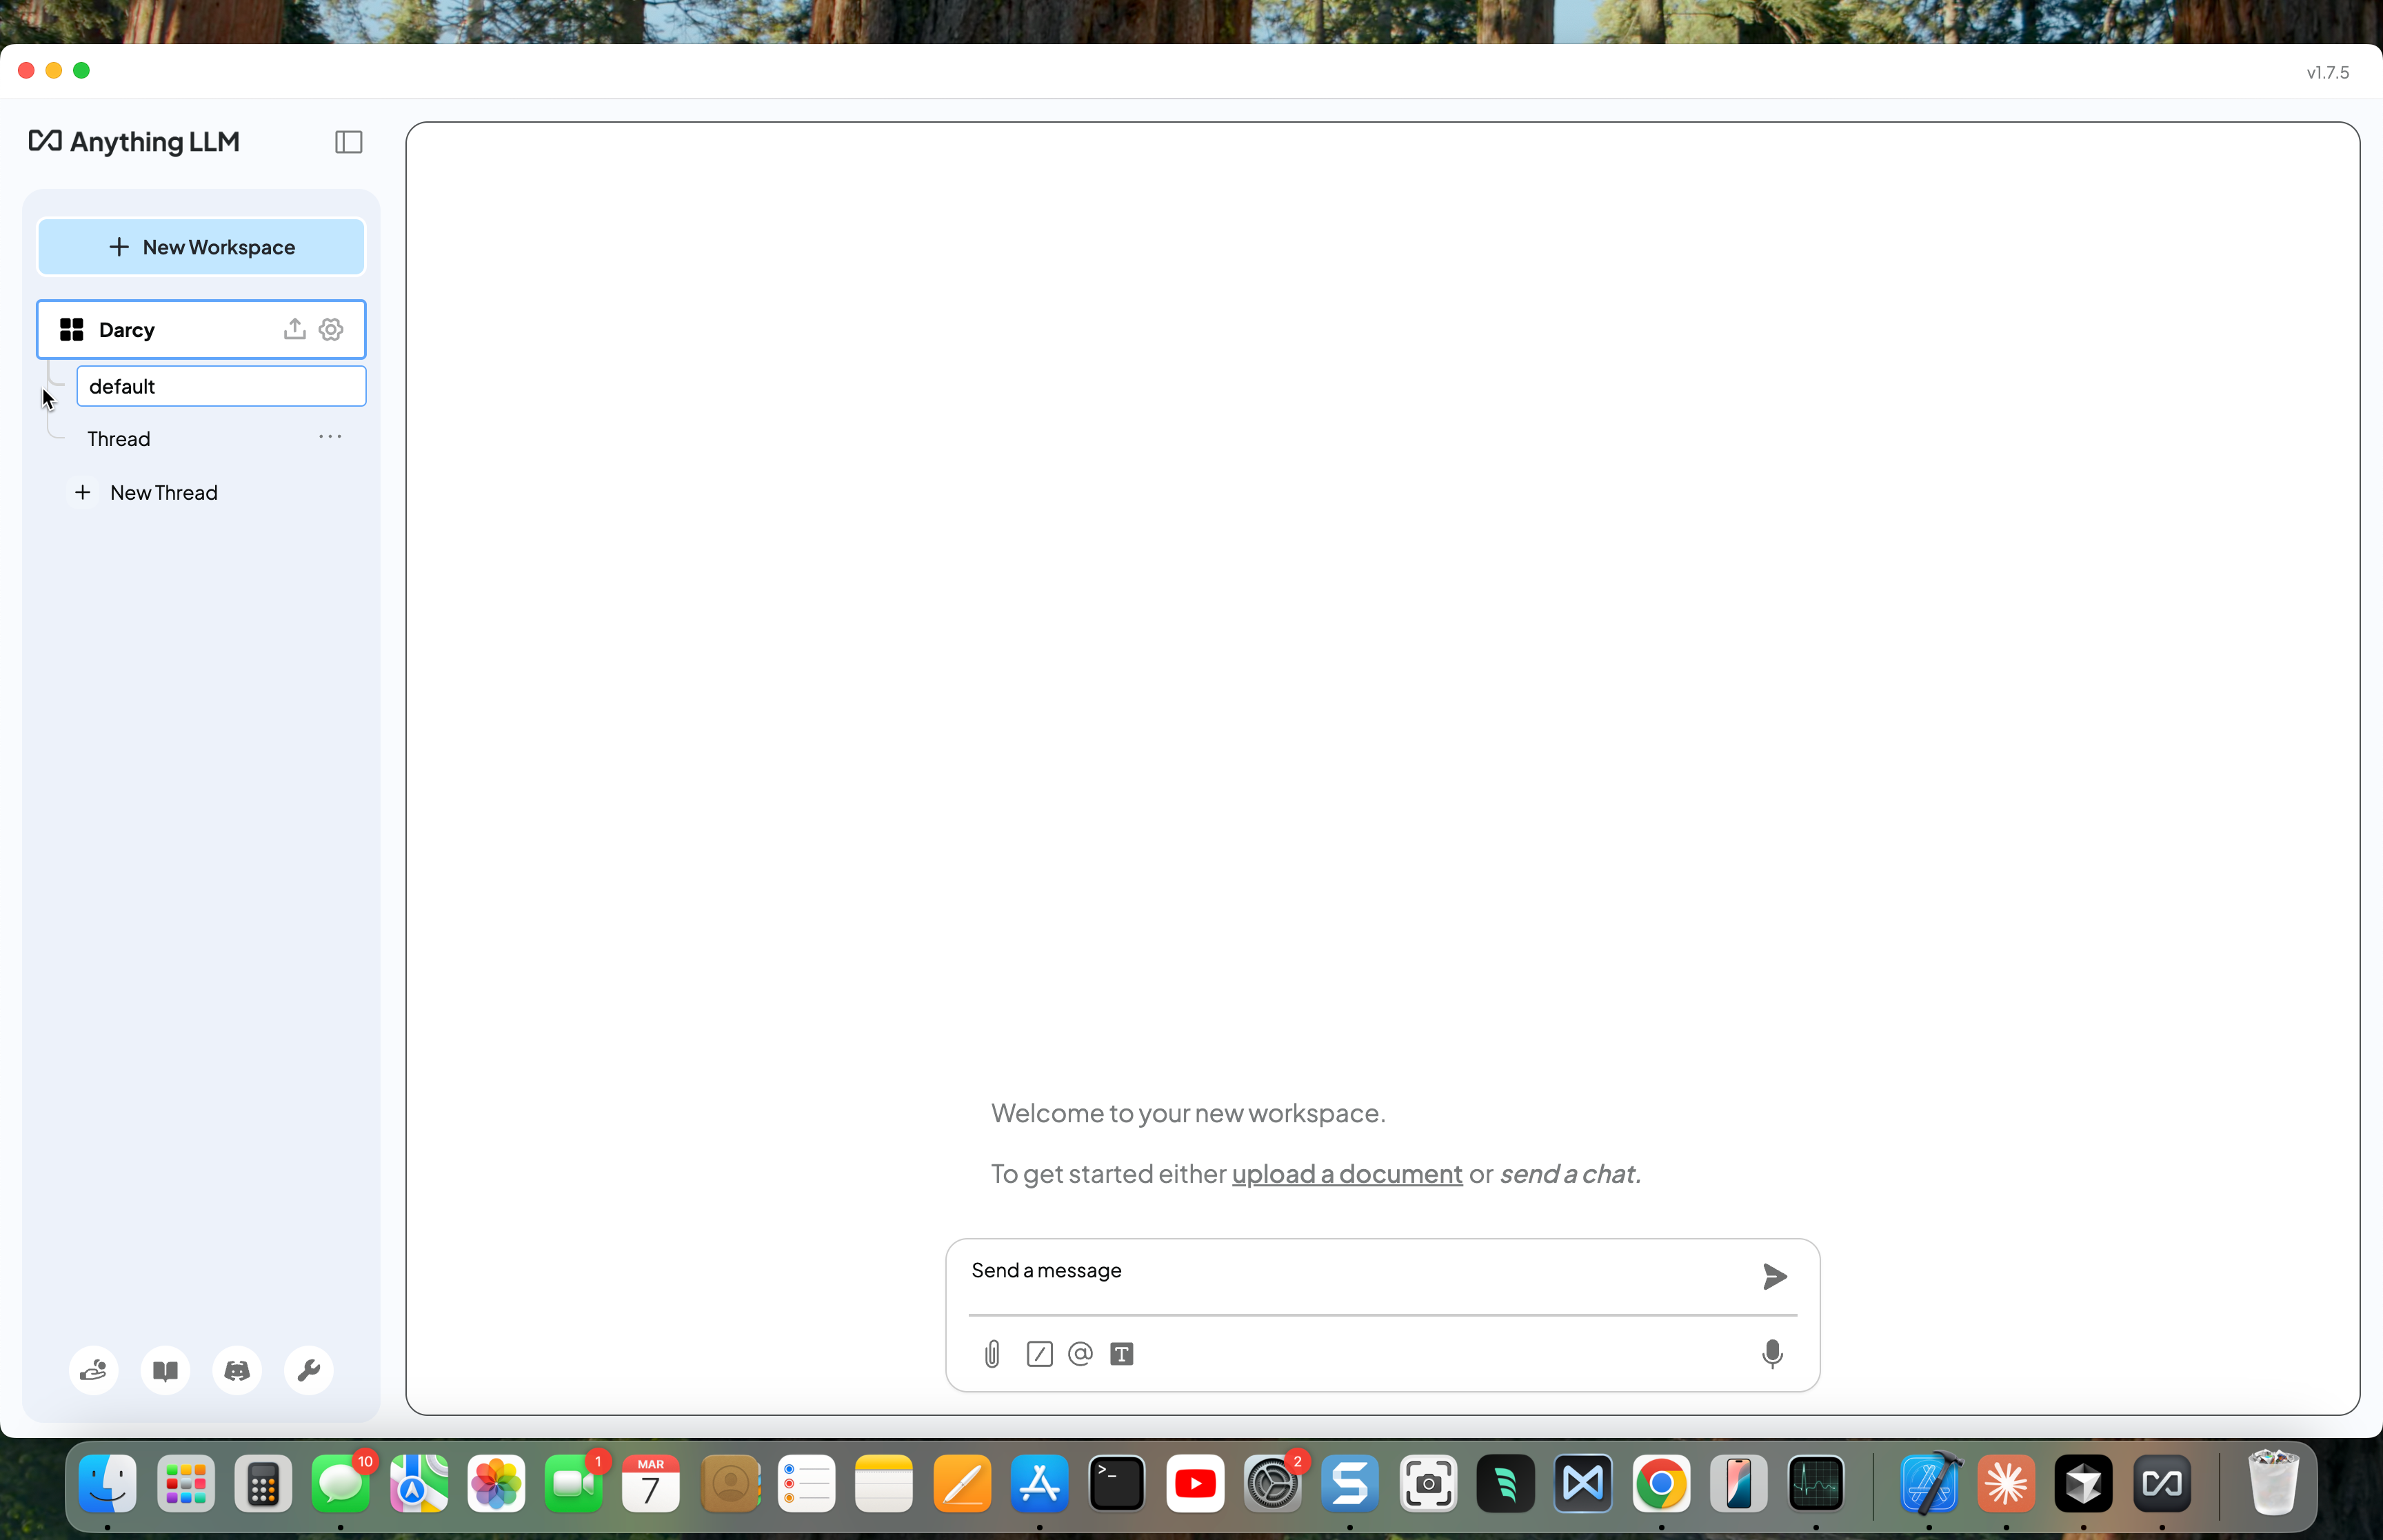 v1.7.5
Anything LLM
New Workspace
Darcy
default
Thread
New Thread
Welcome to your new workspace.
To get started either upload a document or send a chat.
Send a message
@
T
10
1
MAR
7
2